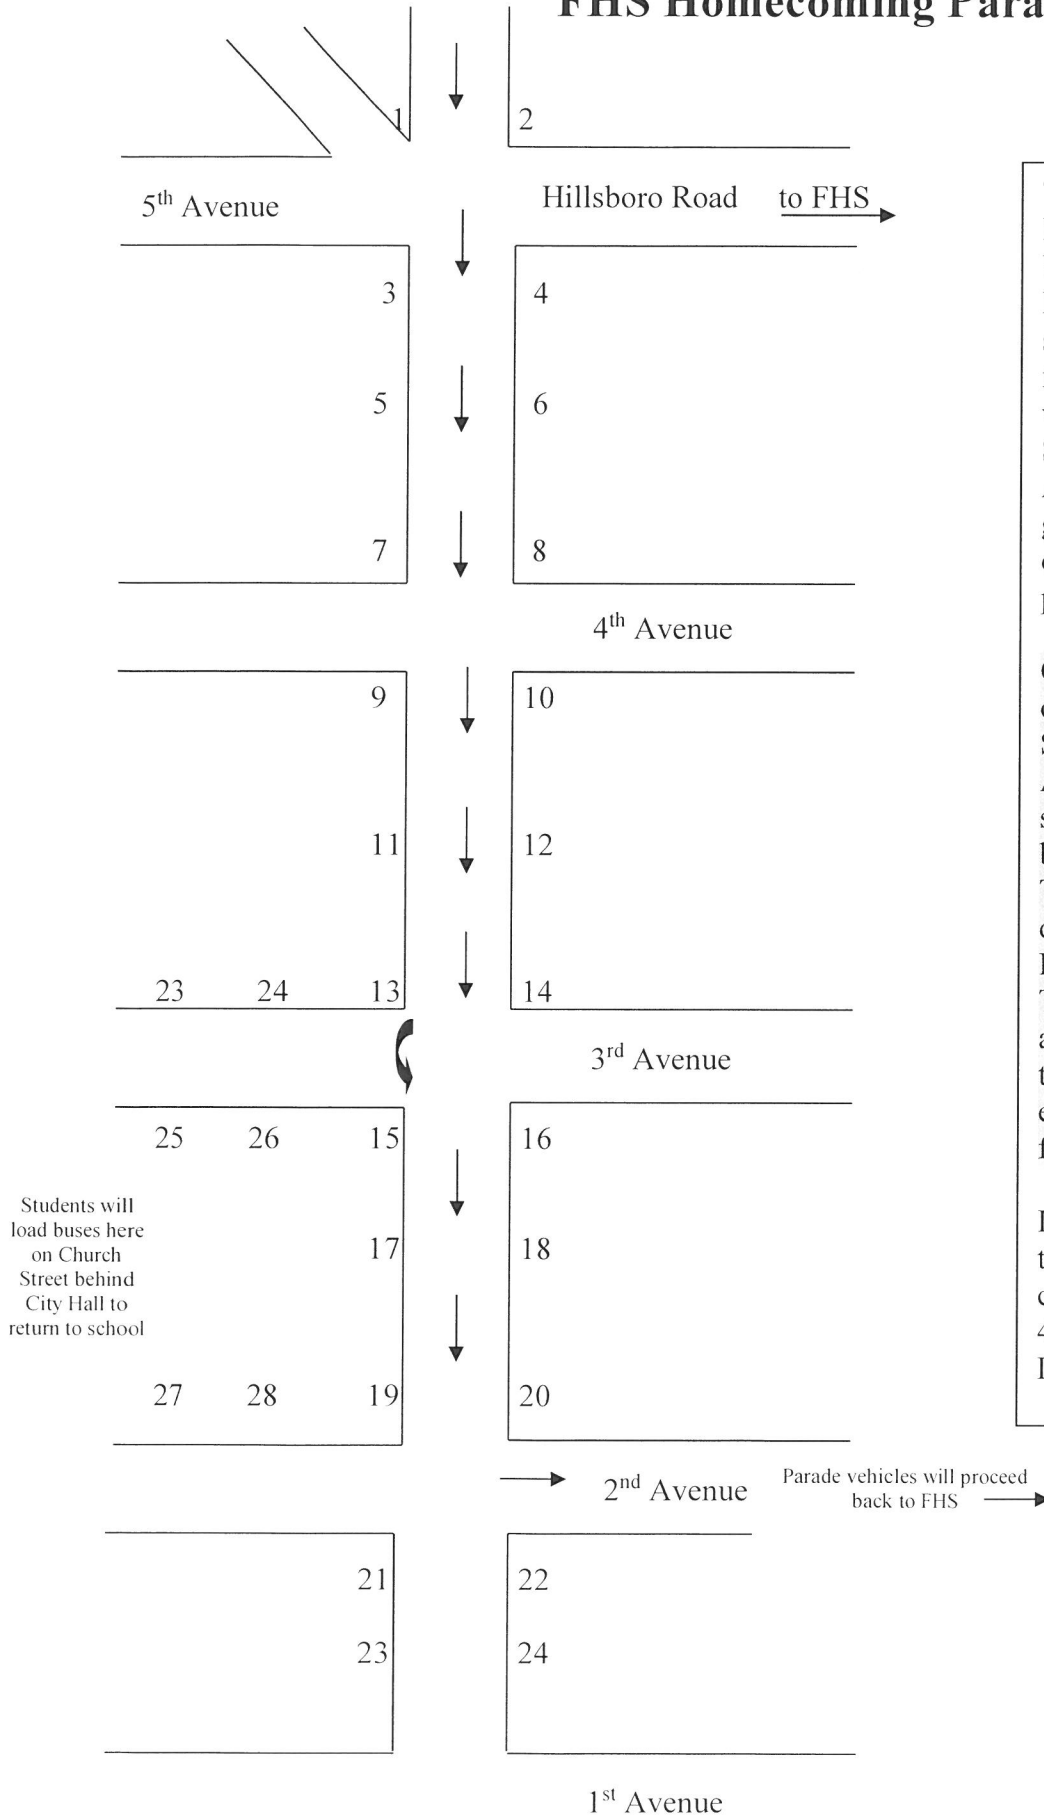 FHS Homecoming Para
1 2
5th Avenue Hillsboro Road to FHS
3 4
5 6
7 8
4th Avenue
9 10
11 12
23 24 13 14
3rd Avenue
25 26 15 16
Students will
load buses here
on Church
Street behind
City Hall to
return to school
17 18
27 28 19 20
2nd Avenue
Parade vehicles will proceed
back to FHS
21 22
23 24
1st Avenue